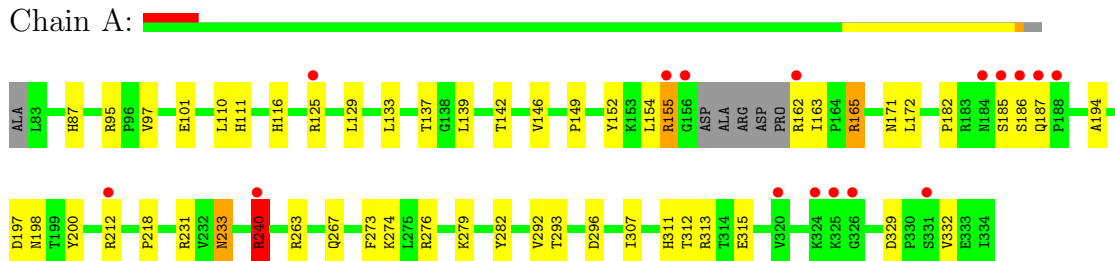 Chain A:
ALA L83 H87 R95 P96 V97 E101 L110 H111 H116 R125 L129 L133 T137 G138 L139 T142 V146 P149 Y152 K153 L154 R155 G156 ASP ALA ARG ASP PRO R162 I163 P164 R165 N171 L172 P182 R183 N184 S185 S186 Q187 P188 A194
D197 N198 T199 Y200 R212 P218 R231 V232 N233 R240 R263 Q267 F273 K274 L275 R276 K279 Y282 V292 T293 D296 I307 H311 T312 R313 T314 E315 V320 K324 K325 G326 D329 P330 S331 V332 E333 I334